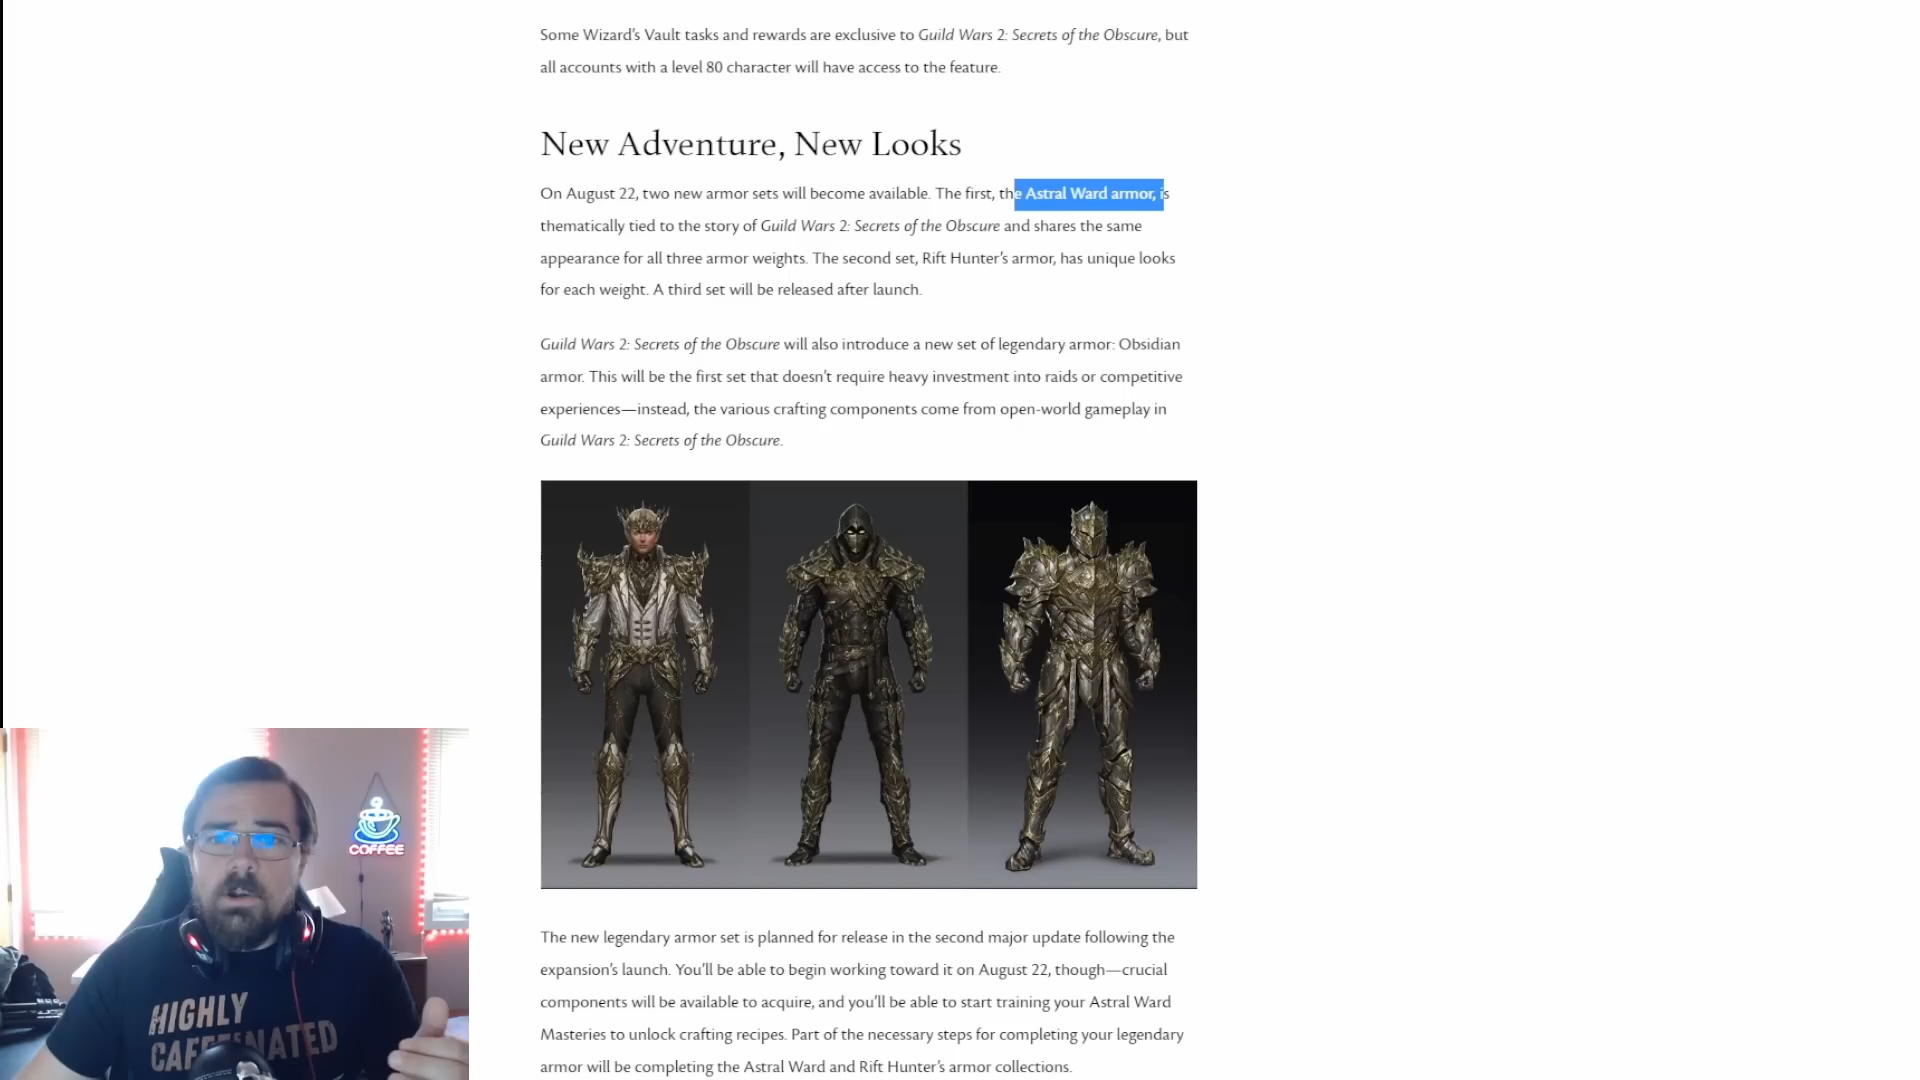 Some Wizard's Vault tasks and rewards are exclusive to Guild Wars 2: Secrets of the Obscure, but
all accounts with a level 80 character will have access to the feature.
New Adventure, New Looks
On August 22, two new armor sets will become available. The first, the Astral Ward armor, is
thematically tied to the story of Guild Wars 2: Secrets of the Obscure and shares the same
appearance for all three armor weights. The second set, Rift Hunter's armor, has unique looks
for each weight. A third set will be released after launch.
Guild Wars 2: Secrets of the Obscure will also introduce a new set of legendary armor: Obsidian
armor. This will be the first set that doesn't require heavy investment into raids or competitive
experiences—instead, the various crafting components come from open-world gameplay in
Guild Wars 2: Secrets of the Obscure.
The new legendary armor set is planned for release in the second major update following the
expansion's launch. You'll be able to begin working toward it on August 22, though—crucial
components will be available to acquire, and you'll be able to start training your Astral Ward
Masteries to unlock crafting recipes. Part of the necessary steps for completing your legendary
armor will be completing the Astral Ward and Rift Hunter's armor collections.
COFFEE
HIGHLY
CAFFEINATED